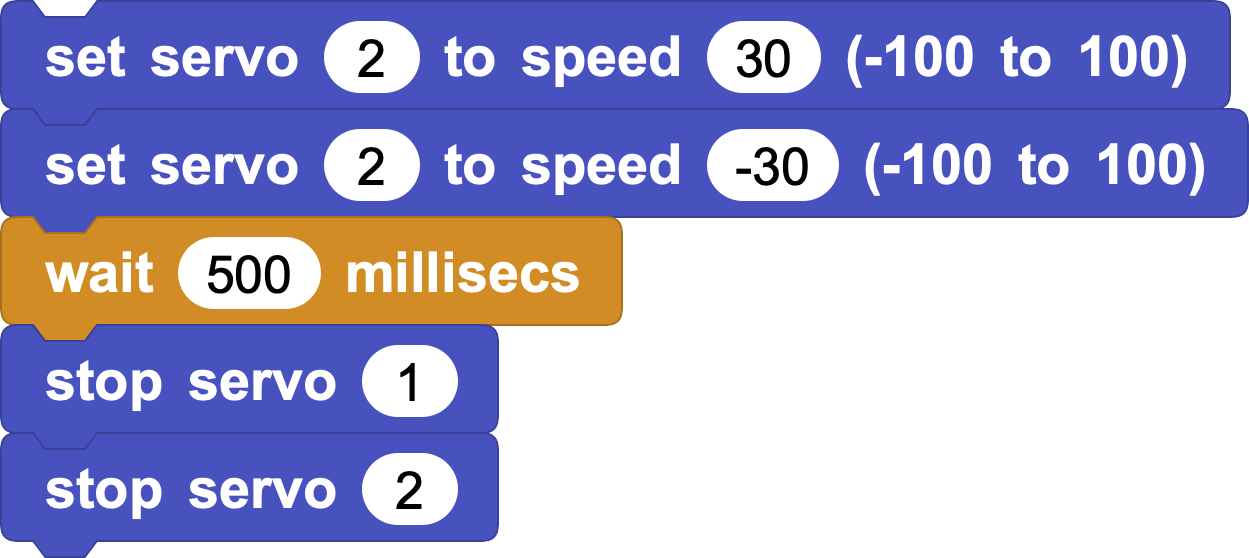 set servo 2 to speed 30 (-100 to 100)
set servo 2 to speed -30 (-100 to 100)
wait 500 millisecs
stop servo 1
stop servo 2